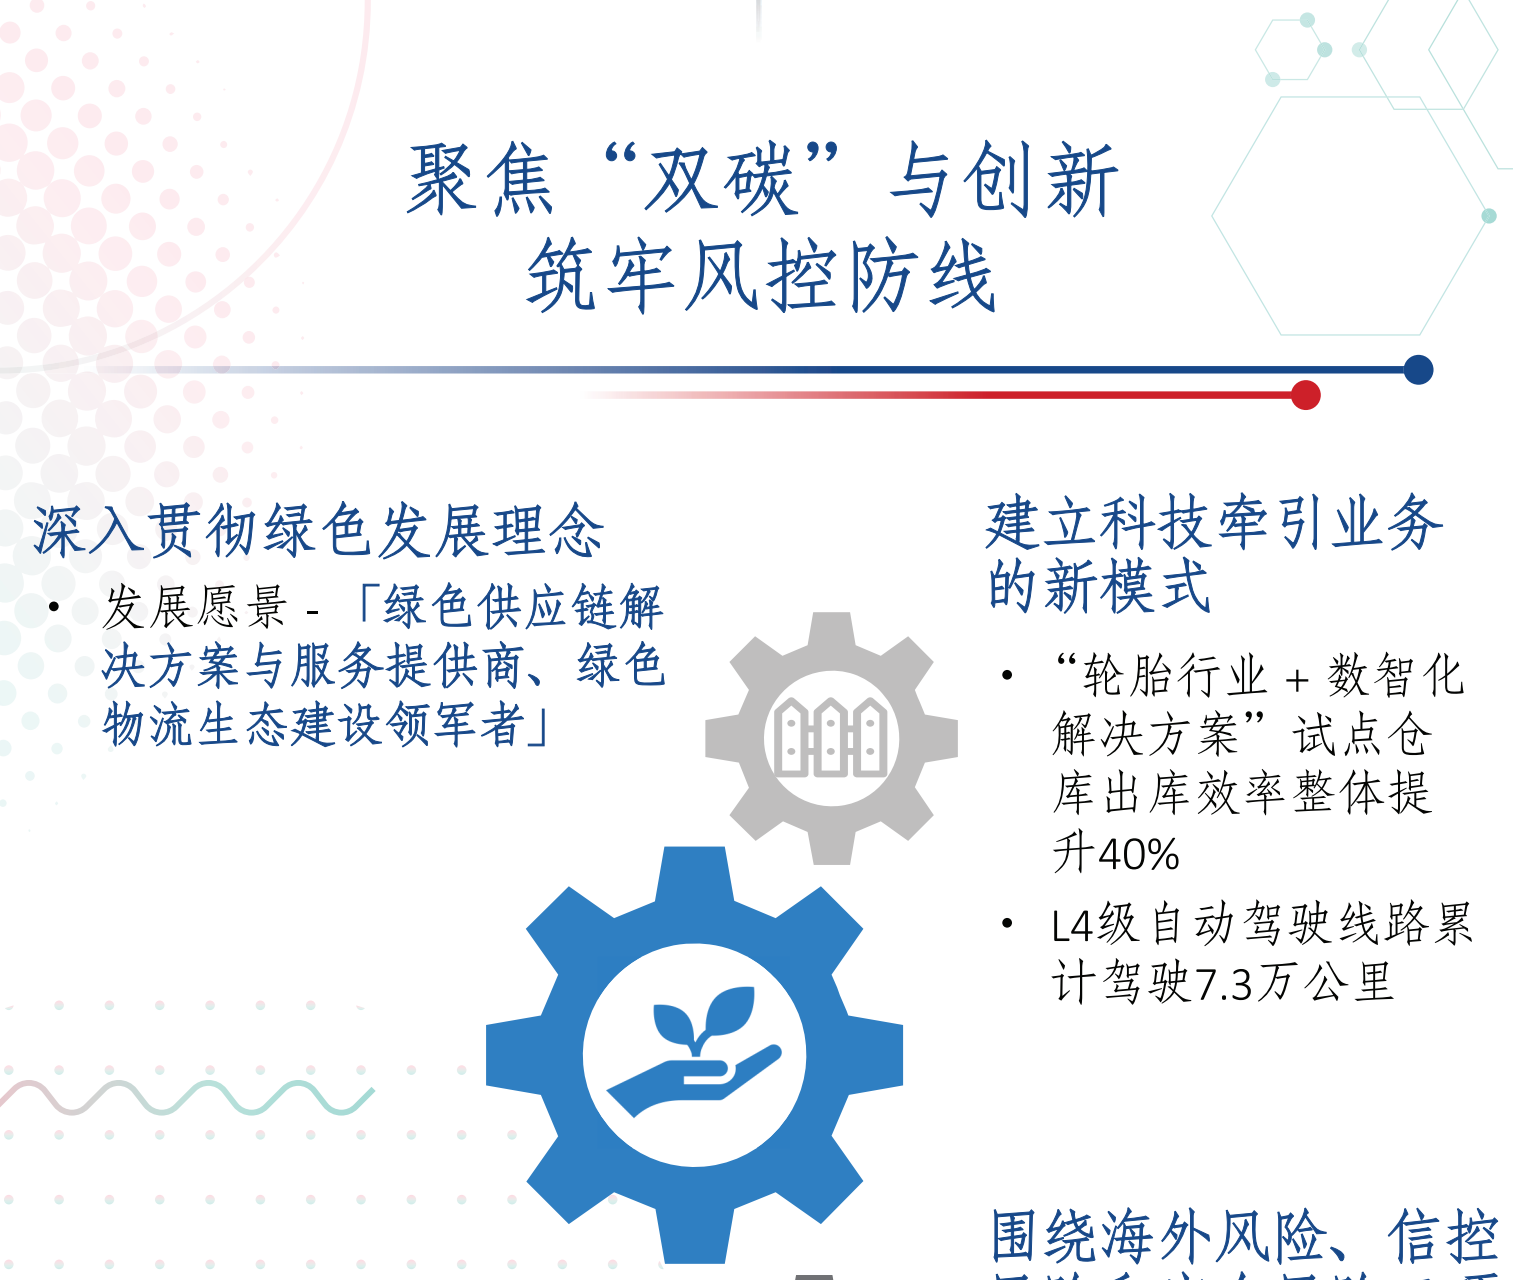 聚焦“双碳”与创新
筑牢风控防线
深入贯彻绿色发展理念
• 发展愿景 - 「绿色供应链解
决方案与服务提供商、绿色
物流生态建设领军者」
建立科技牵引业务
的新模式
• “轮胎行业 + 数智化
解决方案”试点仓
库出库效率整体提
升40%
• L4级自动驾驶线路累
计驾驶7.3万公里
围绕海外风险、信控